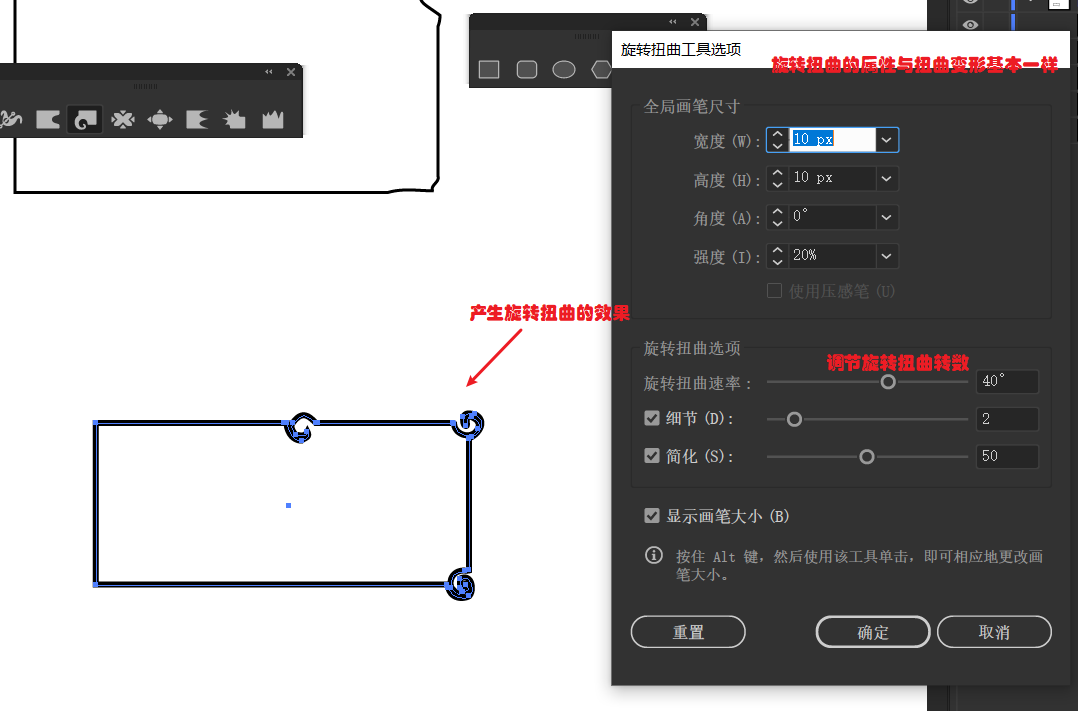 旋转扭曲工具选项
旋转扭曲的属性与扭曲变形基本一样
全局画笔尺寸
宽度 (W): 10 px
高度 (H): 10 px
角度 (A): 0°
强度 (I): 20%
使用压感笔 (U)
产生旋转扭曲的效果
旋转扭曲选项
调节旋转扭曲转数
旋转扭曲速率: 40°
细节 (D): 2
简化 (S): 50
显示画笔大小 (B)
按住 Alt 键，然后使用该工具单击，即可相应地更改画
笔大小。
重置 确定 取消